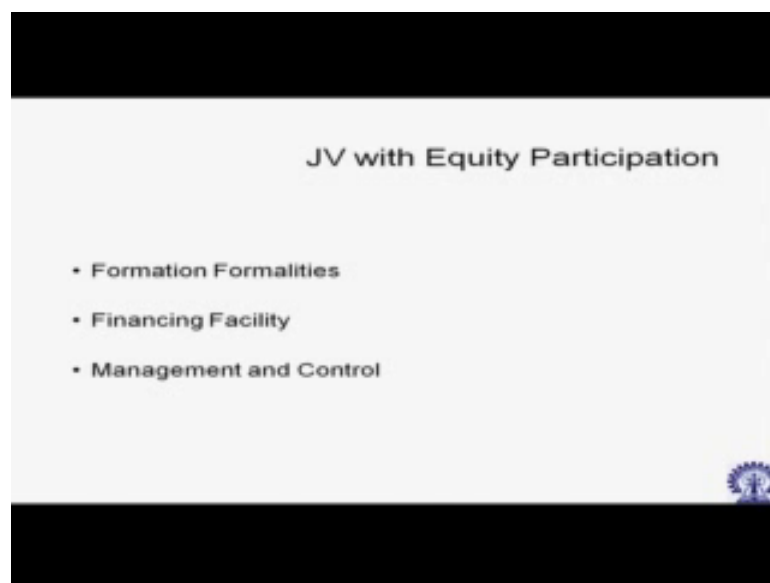 JV with Equity Participation
• Formation Formalities
• Financing Facility
• Management and Control